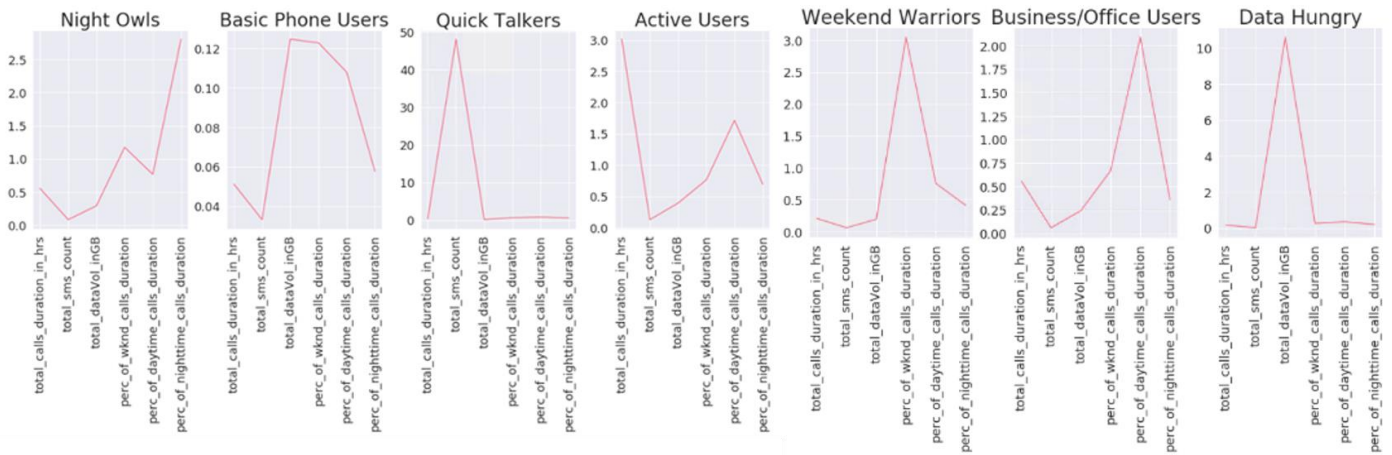 Night Owls
2.5
2.0
1.5
1.0
0.5
0.0
total_calls_duration_in_hrs
total_sms_count
total_dataVol_inGB
perc_of_wknd_calls_duration
perc_of_daytime_calls_duration
perc_of_nighttime_calls_duration
Basic Phone Users
0.12
0.10
0.08
0.06
0.04
total_calls_duration_in_hrs
total_sms_count
total_dataVol_inGB
perc_of_wknd_calls_duration
perc_of_daytime_calls_duration
perc_of_nighttime_calls_duration
Quick Talkers
50
40
30
20
10
0
total_calls_duration_in_hrs
total_sms_count
total_dataVol_inGB
perc_of_wknd_calls_duration
perc_of_daytime_calls_duration
perc_of_nighttime_calls_duration
Active Users
3.0
2.5
2.0
1.5
1.0
0.5
0.0
total_calls_duration_in_hrs
total_sms_count
total_dataVol_inGB
perc_of_wknd_calls_duration
perc_of_daytime_calls_duration
perc_of_nighttime_calls_duration
Weekend Warriors
3.0
2.5
2.0
1.5
1.0
0.5
0.0
total_calls_duration_in_hrs
total_sms_count
total_dataVol_inGB
perc_of_wknd_calls_duration
perc_of_daytime_calls_duration
perc_of_nighttime_calls_duration
Business/Office Users
2.00
1.75
1.50
1.25
1.00
0.75
0.50
0.25
0.00
total_calls_duration_in_hrs
total_sms_count
total_dataVol_inGB
perc_of_wknd_calls_duration
perc_of_daytime_calls_duration
perc_of_nighttime_calls_duration
Data Hungry
10
8
6
4
2
0
total_calls_duration_in_hrs
total_sms_count
total_dataVol_inGB
perc_of_wknd_calls_duration
perc_of_daytime_calls_duration
perc_of_nighttime_calls_duration